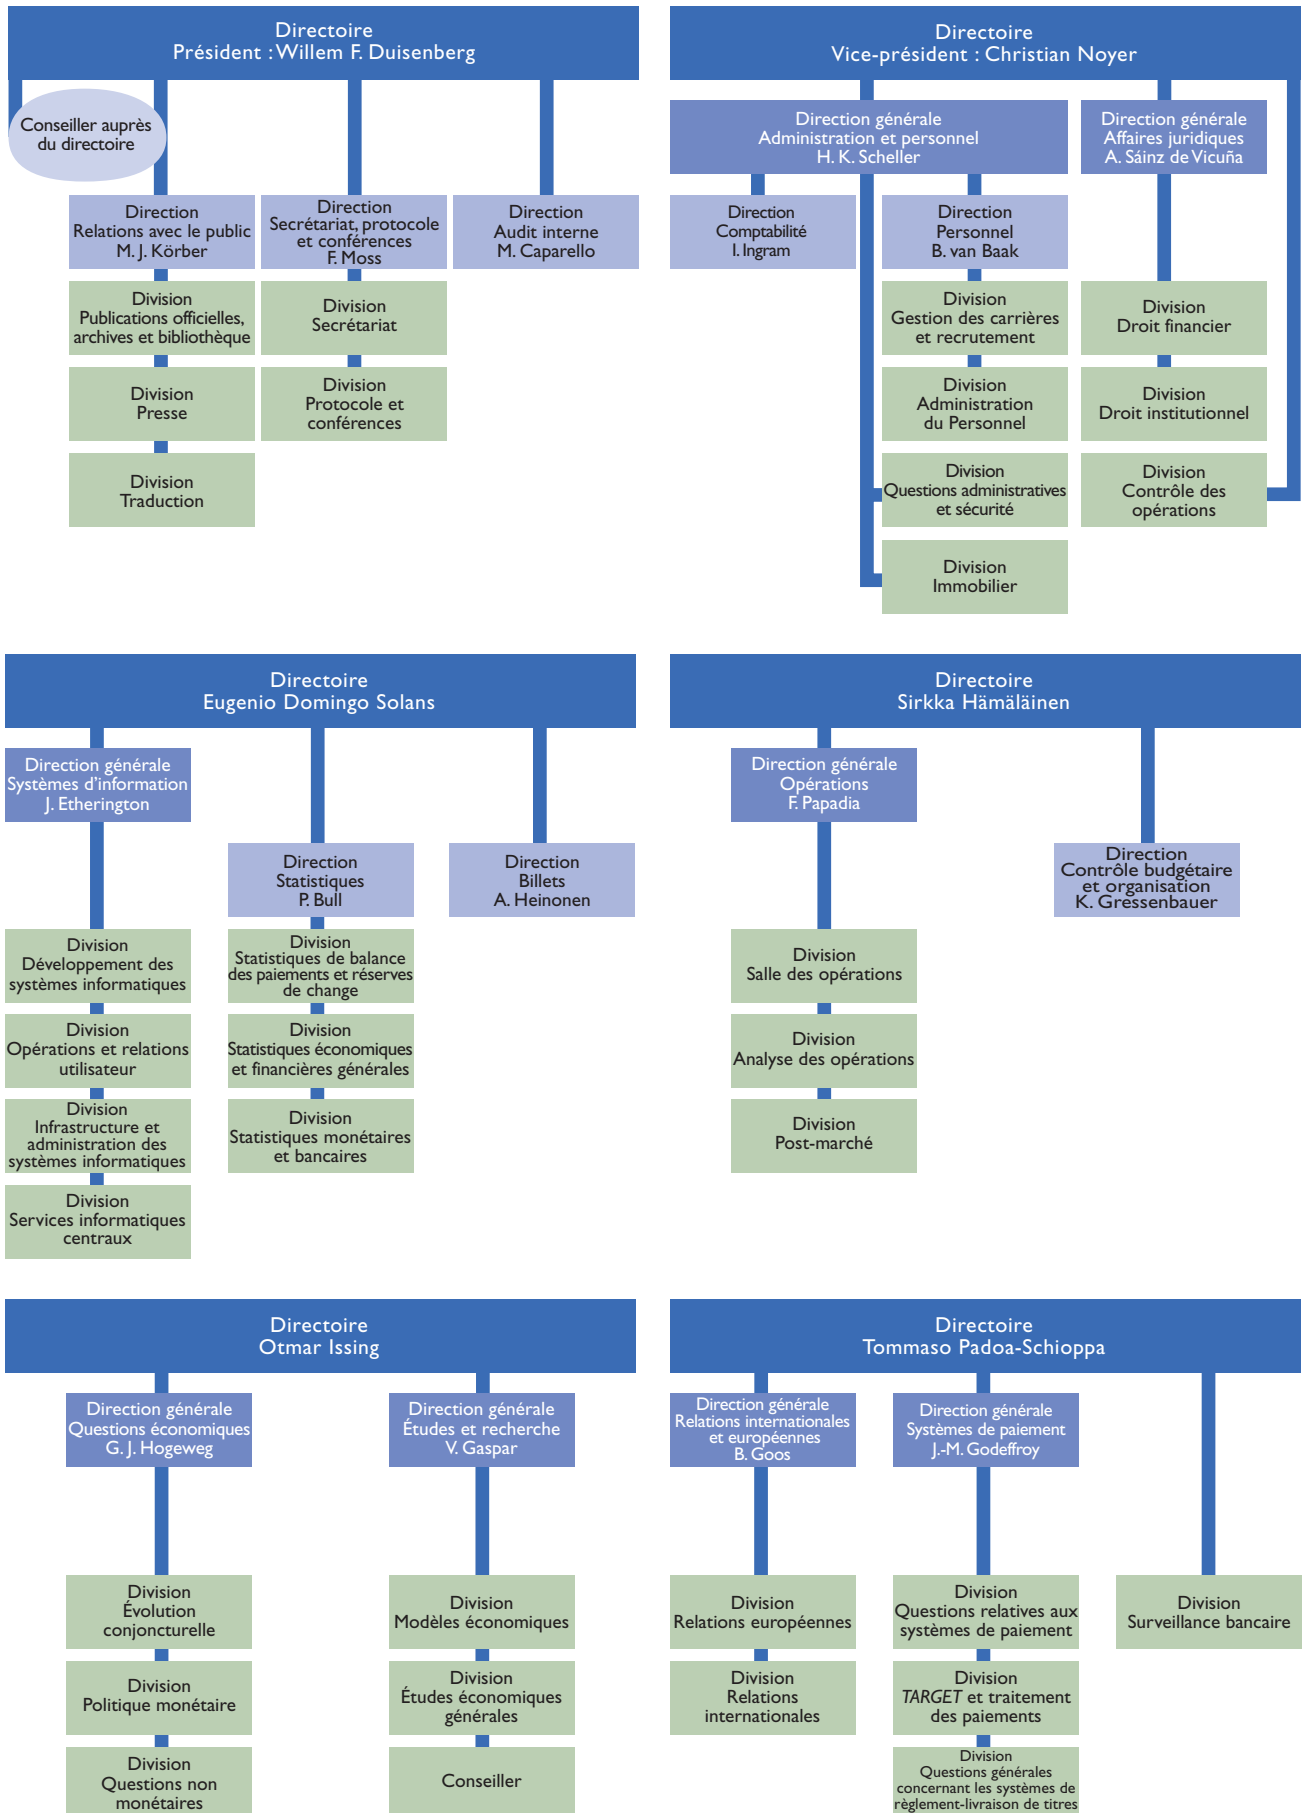 Directoire
Président : Willem F. Duisenberg
Conseiller auprès
du directoire
Direction
Relations avec le public
M. J. Körber
Direction
Secrétariat, protocole
et conférences
F. Moss
Direction
Audit interne
M. Caparello
Division
Publications officielles,
archives et bibliothèque
Division
Secrétariat
Division
Presse
Division
Protocole et
conférences
Division
Traduction
Directoire
Vice-président : Christian Noyer
Direction générale
Administration et personnel
H. K. Scheller
Direction générale
Affaires juridiques
A. Sáinz de Vicuña
Direction
Comptabilité
I. Ingram
Direction
Personnel
B. van Baak
Division
Gestion des carrières
et recrutement
Division
Droit financier
Division
Administration
du Personnel
Division
Droit institutionnel
Division
Questions administratives
et sécurité
Division
Contrôle des
opérations
Division
Immobilier
Directoire
Eugenio Domingo Solans
Direction générale
Systèmes d'information
J. Etherington
Direction
Statistiques
P. Bull
Direction
Billets
A. Heinonen
Division
Développement des
systèmes informatiques
Division
Statistiques de balance
des paiements et réserves
de change
Division
Opérations et relations
utilisateur
Division
Statistiques économiques
et financières générales
Division
Infrastructure et
administration des
systèmes informatiques
Division
Statistiques monétaires
et bancaires
Division
Services informatiques
centraux
Directoire
Sirkka Hämäläinen
Direction générale
Opérations
F. Papadia
Direction
Contrôle budgétaire
et organisation
K. Gressenbauer
Division
Salle des opérations
Division
Analyse des opérations
Division
Post-marché
Directoire
Otmar Issing
Direction générale
Questions économiques
G. J. Hogeweg
Direction générale
Études et recherche
V. Gaspar
Division
Évolution
conjoncturelle
Division
Modèles économiques
Division
Politique monétaire
Division
Études économiques
générales
Division
Questions non
monétaires
Conseiller
Directoire
Tommaso Padoa-Schioppa
Direction générale
Relations internationales
et européennes
B. Goos
Direction générale
Systèmes de paiement
J.-M. Godeffroy
Division
Relations européennes
Division
Questions relatives aux
systèmes de paiement
Division
Surveillance bancaire
Division
Relations
internationales
Division
TARGET et traitement
des paiements
Division
Questions générales
concernant les systèmes de
règlement-livraison de titres